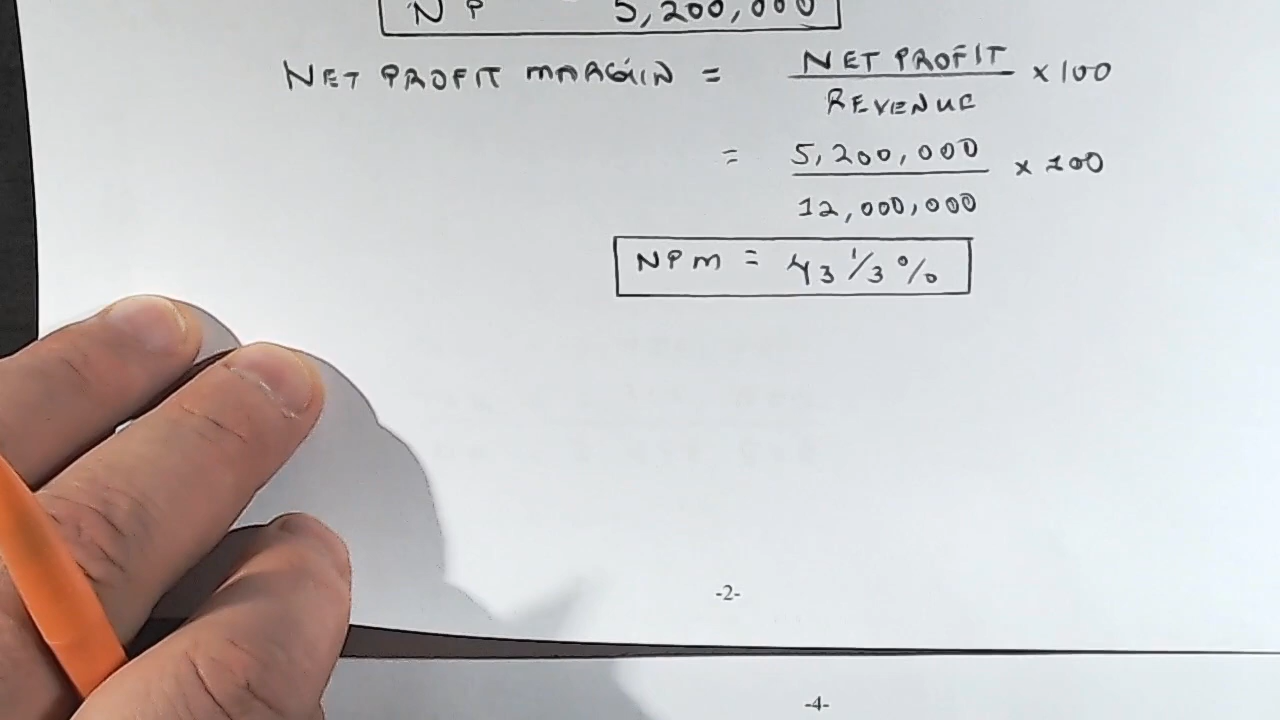 NP 5,200,000
NET PROFIT MARGIN = NET PROFIT / REVENUE × 100
= 5,200,000 / 12,000,000 × 100
NPM = 43 1/3 %
-2-
-4-